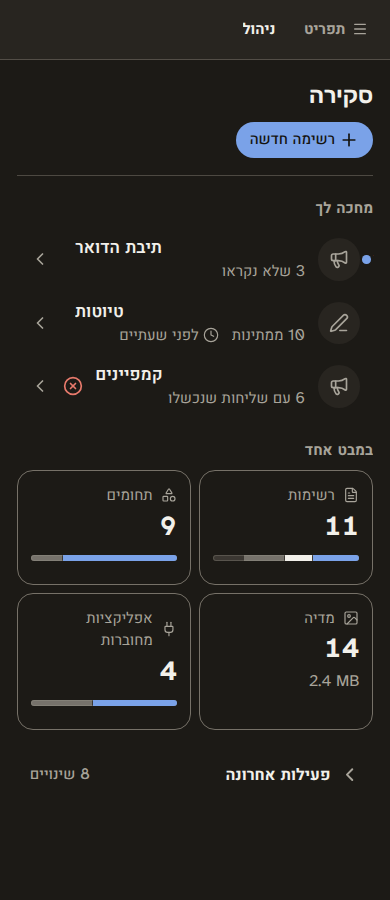 תפריט
ניהול
סקירה
רשימה חדשה
מחכה לך
תיבת הדואר
3 שלא נקראו
טיוטות
10 ממתינות לפני שעתיים
קמפיינים
6 עם שליחות שנכשלו
במבט אחד
רשימות
11
תחומים
9
מדיה
14
2.4 MB
אפליקציות
מחוברות
4
פעילות אחרונה
8 שינויים